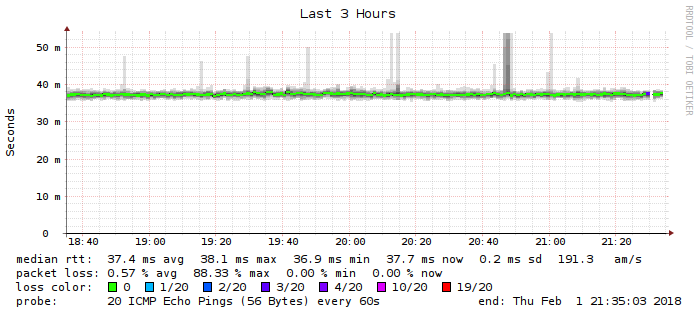 Last 3 Hours
RRDTOOL / TOBI OETIKER
Seconds
50 m
40 m
30 m
20 m
10 m
0
18:40 19:00 19:20 19:40 20:00 20:20 20:40 21:00 21:20
median rtt: 37.4 ms avg 38.1 ms max 36.9 ms min 37.7 ms now 0.2 ms sd 191.3 am/s
packet loss: 0.57 % avg 88.33 % max 0.00 % min 0.00 % now
loss color: 0 1/20 2/20 3/20 4/20 10/20 19/20
probe: 20 ICMP Echo Pings (56 Bytes) every 60s end: Thu Feb 1 21:35:03 2018